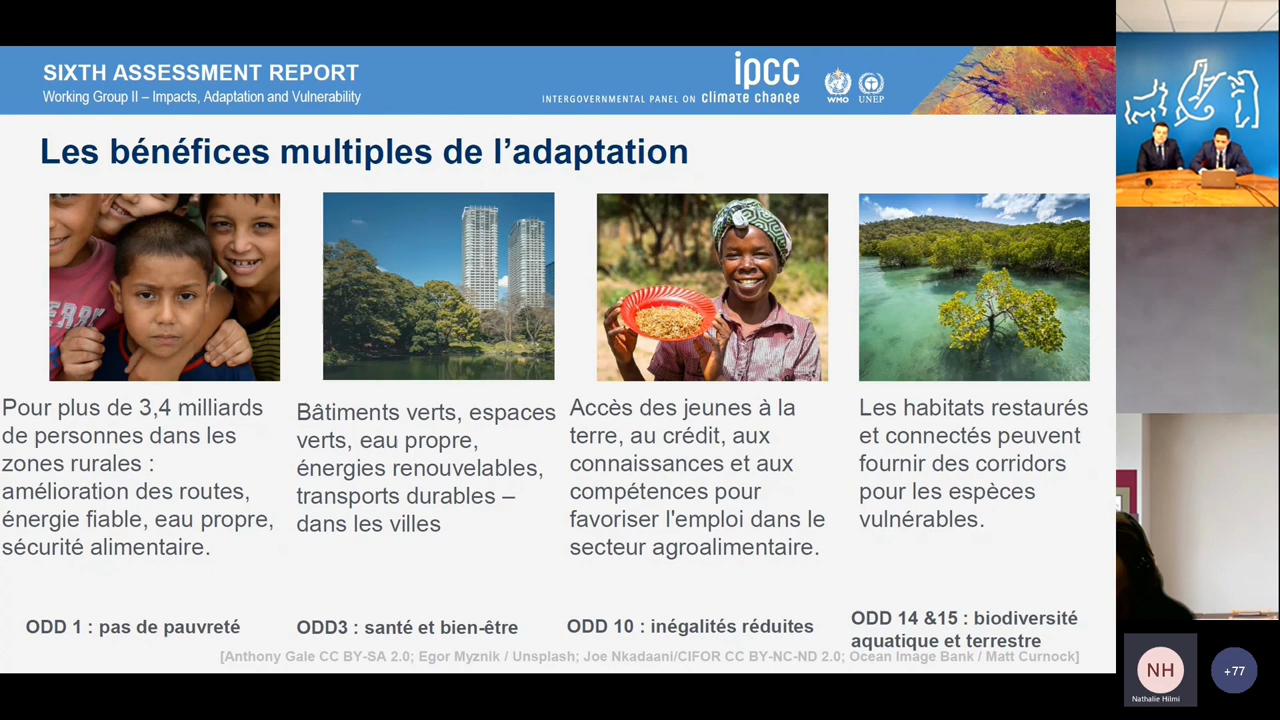 SIXTH ASSESSMENT REPORT
Working Group II – Impacts, Adaptation and Vulnerability
ipcc
INTERGOVERNMENTAL PANEL ON climate change
WMO
UNEP
Les bénéfices multiples de l’adaptation
Pour plus de 3,4 milliards
de personnes dans les
zones rurales :
amélioration des routes,
énergie fiable, eau propre,
sécurité alimentaire.
ODD 1 : pas de pauvreté
Bâtiments verts, espaces
verts, eau propre,
énergies renouvelables,
transports durables –
dans les villes
ODD3 : santé et bien-être
Accès des jeunes à la
terre, au crédit, aux
connaissances et aux
compétences pour
favoriser l'emploi dans le
secteur agroalimentaire.
ODD 10 : inégalités réduites
Les habitats restaurés
et connectés peuvent
fournir des corridors
pour les espèces
vulnérables.
ODD 14 &15 : biodiversité
aquatique et terrestre
[Anthony Gale CC BY-SA 2.0; Egor Myznik / Unsplash; Joe Nkadaani/CIFOR CC BY-NC-ND 2.0; Ocean Image Bank / Matt Curnock]
NH
Nathalie Hilmi
+77